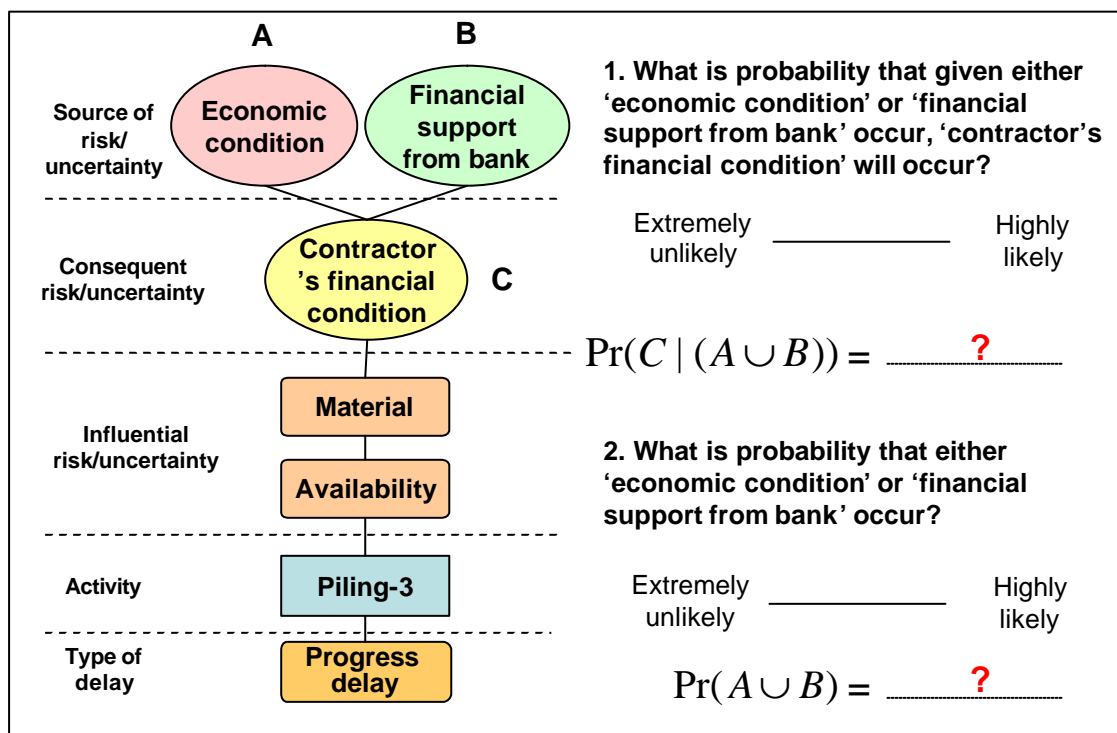 A
B
Source of
risk/
uncertainty
Economic
condition
Financial
support
from bank
Consequent
risk/uncertainty
Contractor
’s financial
condition
C
Influential
risk/uncertainty
Material
Availability
Activity
Piling-3
Type of
delay
Progress
delay
1. What is probability that given either
‘economic condition’ or ‘financial
support from bank’ occur, ‘contractor’s
financial condition’ will occur?
Extremely
unlikely
Highly
likely
Pr(C | (A ∪ B)) = ?
2. What is probability that either
‘economic condition’ or ‘financial
support from bank’ occur?
Extremely
unlikely
Highly
likely
Pr(A ∪ B) = ?